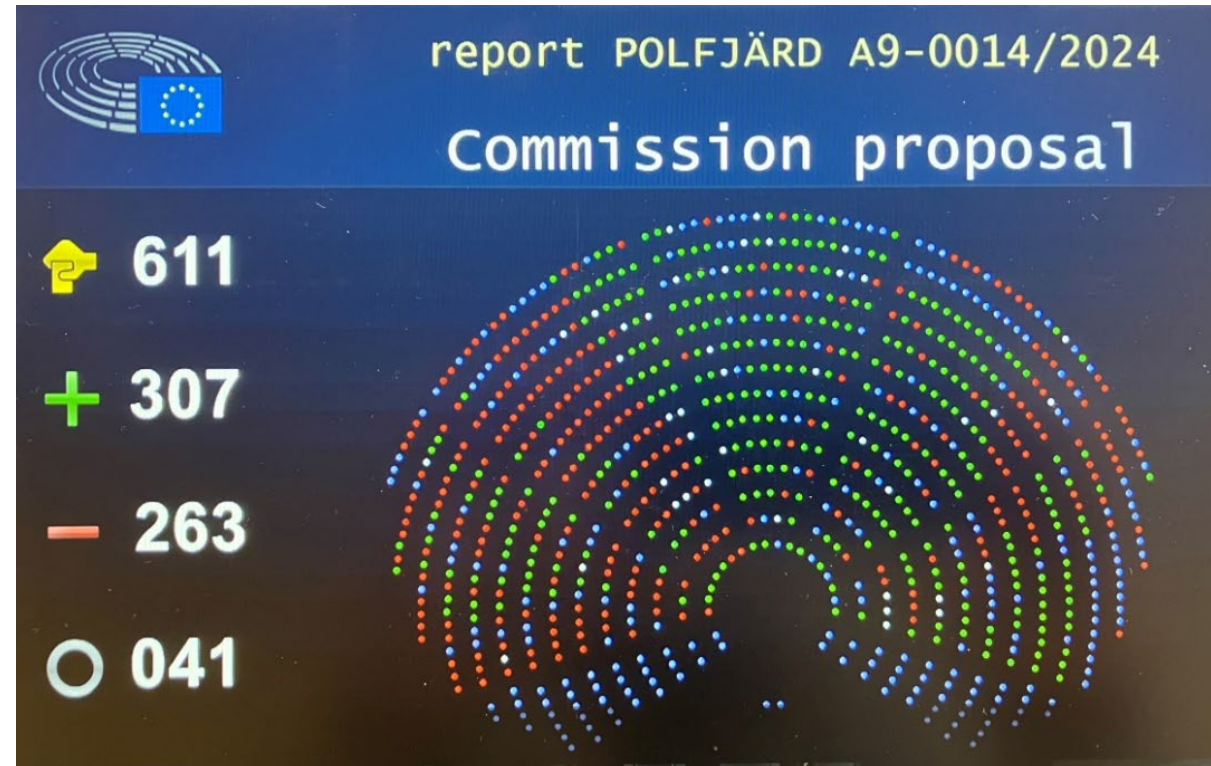 report POLFJÄRD A9-0014/2024
Commission proposal
611
+ 307
- 263
041